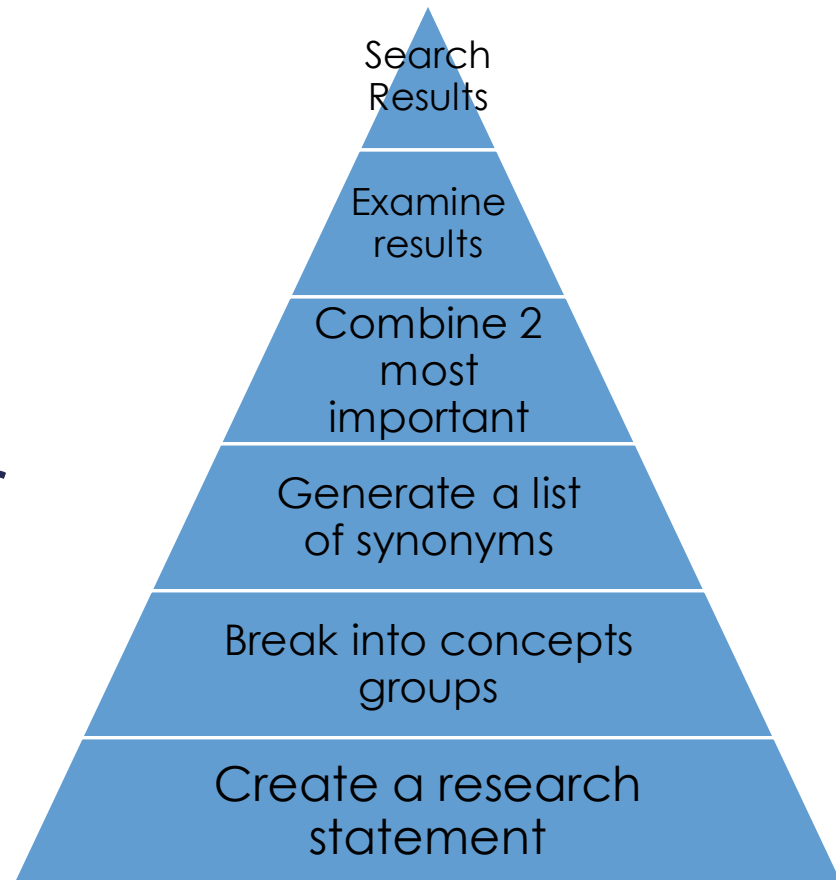 Search
Results
Examine
results
Combine 2
most
important
Generate a list
of synonyms
Break into concepts
groups
Create a research
statement